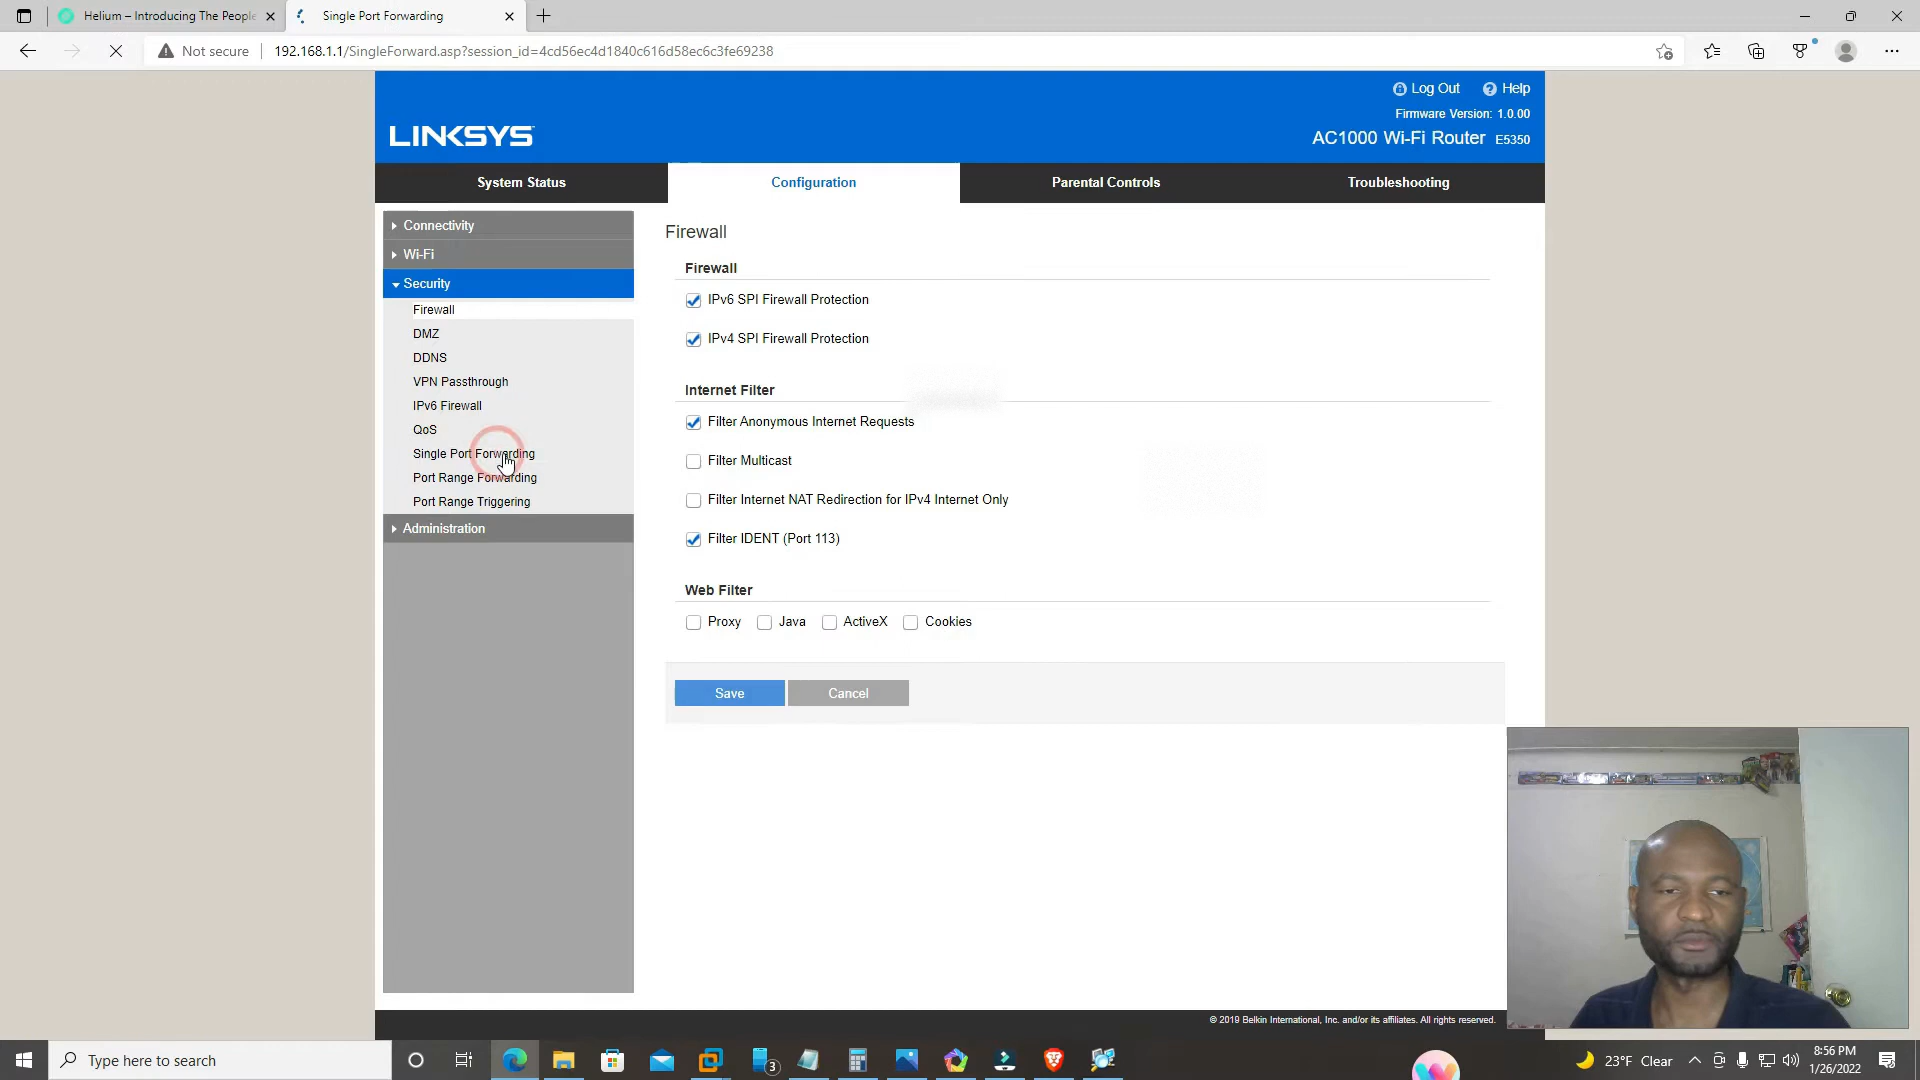 Helium – Introducing The People
Single Port Forwarding
Not secure
192.168.1.1/SingleForward.asp?session_id=4cd56ec4d1840c616d58ec6c3fe69238
Log Out
Help
Firmware Version: 1.0.00
LINKSYS
AC1000 Wi-Fi Router E5350
System Status
Configuration
Parental Controls
Troubleshooting
Connectivity
Wi-Fi
Security
Firewall
DMZ
DDNS
VPN Passthrough
IPv6 Firewall
QoS
Single Port Forwarding
Port Range Forwarding
Port Range Triggering
Administration
Firewall
Firewall
IPv6 SPI Firewall Protection
IPv4 SPI Firewall Protection
Internet Filter
Filter Anonymous Internet Requests
Filter Multicast
Filter Internet NAT Redirection for IPv4 Internet Only
Filter IDENT (Port 113)
Web Filter
Proxy
Java
ActiveX
Cookies
Save
Cancel
© 2019 Belkin International, Inc. and/or its affiliates. All rights reserved.
Type here to search
3
23°F Clear
8:56 PM
1/26/2022